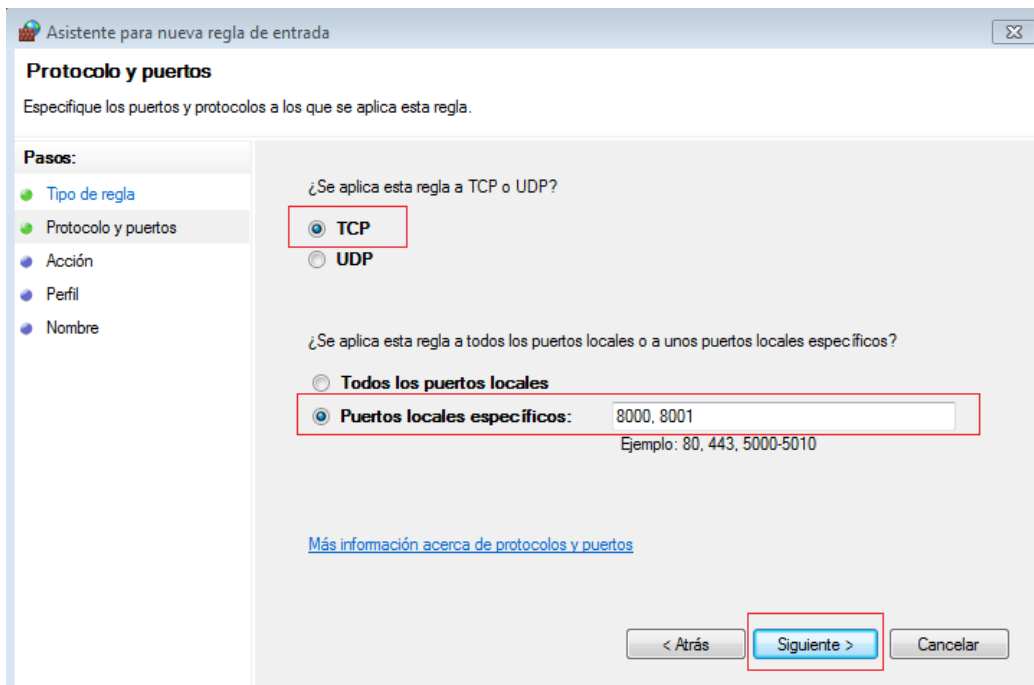 Asistente para nueva regla de entrada
Protocolo y puertos
Especifique los puertos y protocolos a los que se aplica esta regla.
Pasos:
Tipo de regla
Protocolo y puertos
Acción
Perfil
Nombre
¿Se aplica esta regla a TCP o UDP?
TCP
UDP
¿Se aplica esta regla a todos los puertos locales o a unos puertos locales específicos?
Todos los puertos locales
Puertos locales específicos: 8000, 8001
Ejemplo: 80, 443, 5000-5010
Más información acerca de protocolos y puertos
< Atrás Siguiente > Cancelar